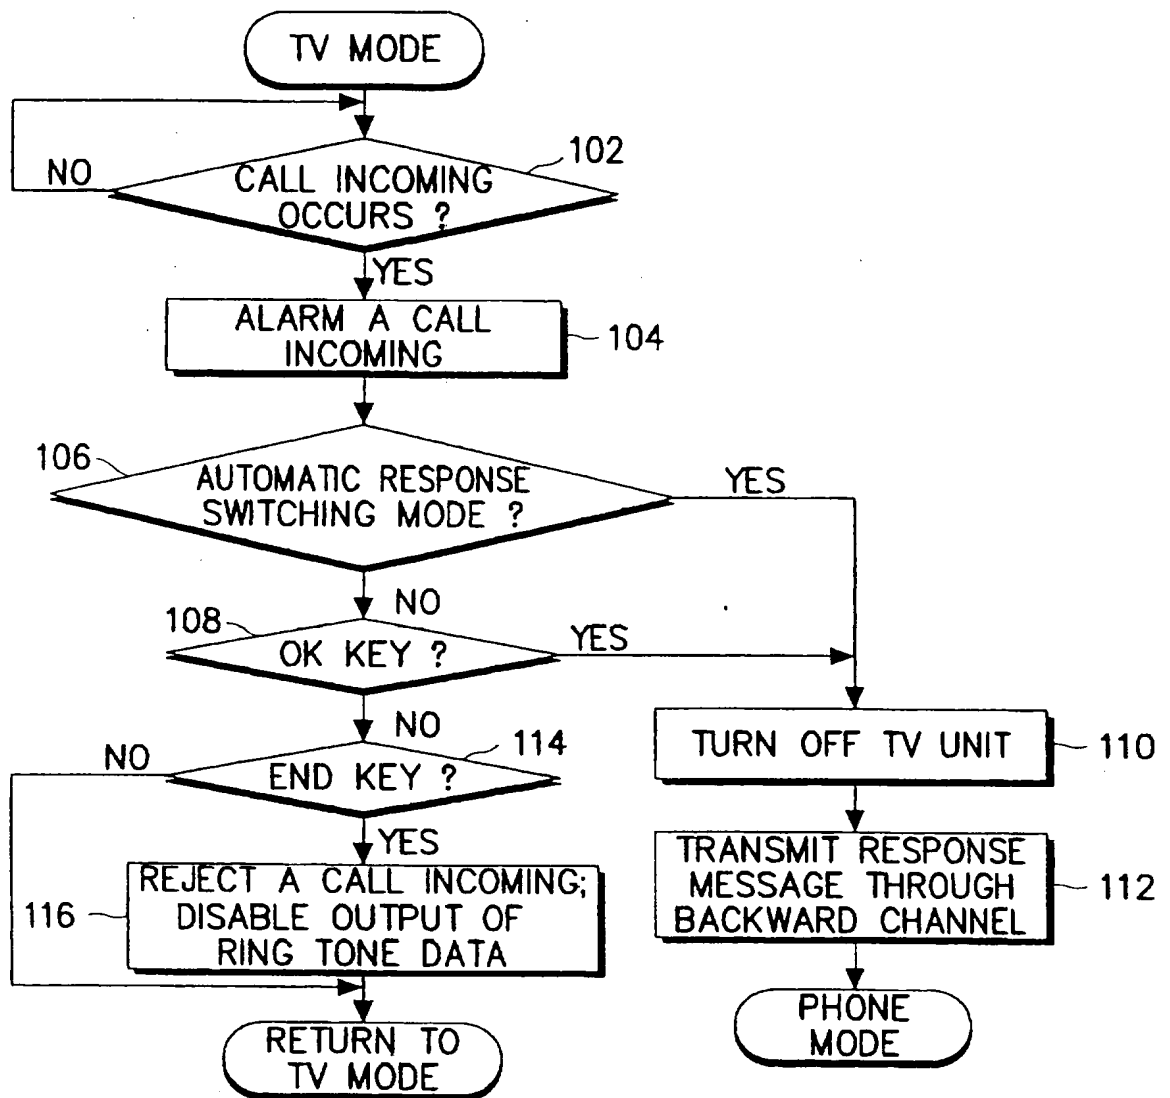 TV MODE
NO
102
CALL INCOMING
OCCURS ?
YES
ALARM A CALL
INCOMING
104
106
AUTOMATIC RESPONSE
SWITCHING MODE ?
YES
NO
108
OK KEY ?
YES
NO
TURN OFF TV UNIT
110
NO
114
END KEY ?
YES
TRANSMIT RESPONSE
MESSAGE THROUGH
BACKWARD CHANNEL
112
REJECT A CALL INCOMING;
DISABLE OUTPUT OF
RING TONE DATA
116
PHONE
MODE
RETURN TO
TV MODE